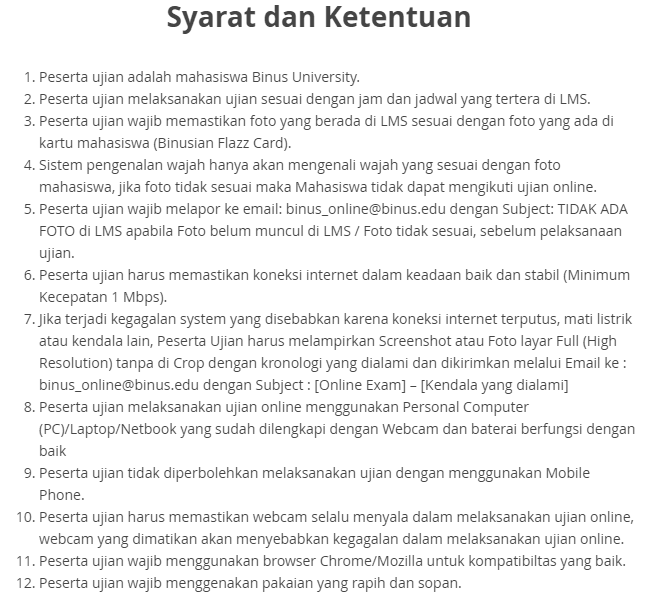 Syarat dan Ketentuan
1. Peserta ujian adalah mahasiswa Binus University.
2. Peserta ujian melaksanakan ujian sesuai dengan jam dan jadwal yang tertera di LMS.
3. Peserta ujian wajib memastikan foto yang berada di LMS sesuai dengan foto yang ada di
kartu mahasiswa (Binusian Flazz Card).
4. Sistem pengenalan wajah hanya akan mengenali wajah yang sesuai dengan foto
mahasiswa, jika foto tidak sesuai maka Mahasiswa tidak dapat mengikuti ujian online.
5. Peserta ujian wajib melapor ke email: binus_online@binus.edu dengan Subject: TIDAK ADA
FOTO di LMS apabila Foto belum muncul di LMS / Foto tidak sesuai, sebelum pelaksanaan
ujian.
6. Peserta ujian harus memastikan koneksi internet dalam keadaan baik dan stabil (Minimum
Kecepatan 1 Mbps).
7. Jika terjadi kegagalan system yang disebabkan karena koneksi internet terputus, mati listrik
atau kendala lain, Peserta Ujian harus melampirkan Screenshot atau Foto layar Full (High
Resolution) tanpa di Crop dengan kronologi yang dialami dan dikirimkan melalui Email ke :
binus_online@binus.edu dengan Subject : [Online Exam] – [Kendala yang dialami]
8. Peserta ujian melaksanakan ujian online menggunakan Personal Computer
(PC)/Laptop/Netbook yang sudah dilengkapi dengan Webcam dan baterai berfungsi dengan
baik
9. Peserta ujian tidak diperbolehkan melaksanakan ujian dengan menggunakan Mobile
Phone.
10. Peserta ujian harus memastikan webcam selalu menyala dalam melaksanakan ujian online,
webcam yang dimatikan akan menyebabkan kegagalan dalam melaksanakan ujian online.
11. Peserta ujian wajib menggunakan browser Chrome/Mozilla untuk kompatibiltas yang baik.
12. Peserta ujian wajib menggenakan pakaian yang rapih dan sopan.